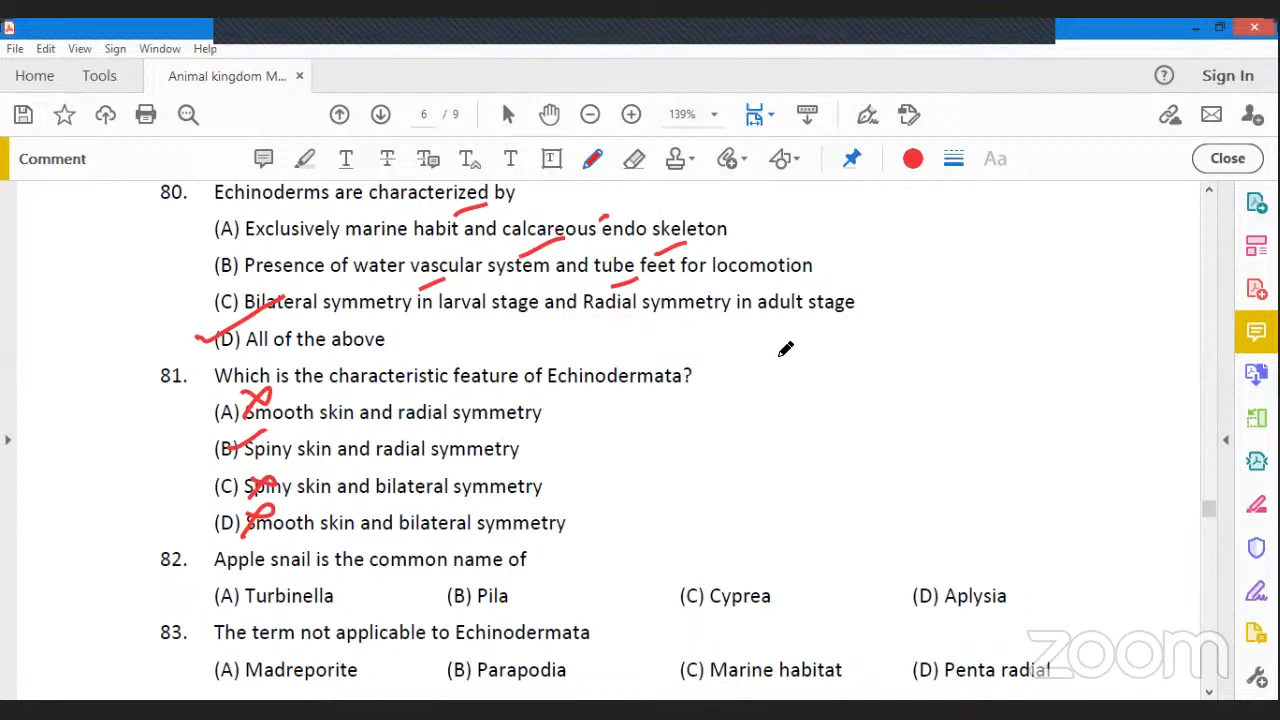 File Edit View Sign Window Help
Home Tools Animal kingdom M... × Sign In
6 / 9 139%
Comment Aa Close
80. Echinoderms are characterized by
(A) Exclusively marine habit and calcareous endo skeleton
(B) Presence of water vascular system and tube feet for locomotion
(C) Bilateral symmetry in larval stage and Radial symmetry in adult stage
(D) All of the above
81. Which is the characteristic feature of Echinodermata?
(A) Smooth skin and radial symmetry
(B) Spiny skin and radial symmetry
(C) Spiny skin and bilateral symmetry
(D) Smooth skin and bilateral symmetry
82. Apple snail is the common name of
(A) Turbinella (B) Pila (C) Cyprea (D) Aplysia
83. The term not applicable to Echinodermata
(A) Madreporite (B) Parapodia (C) Marine habitat (D) Penta radial
zoom